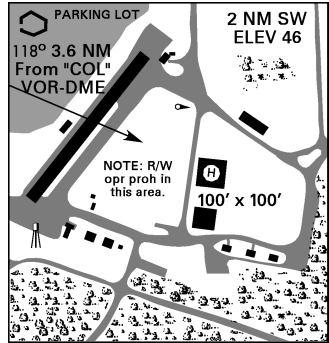 PARKING LOT
2 NM SW
ELEV 46
118° 3.6 NM
From "COL"
VOR-DME
NOTE: R/W
opr proh in
this area.
H
100' x 100'